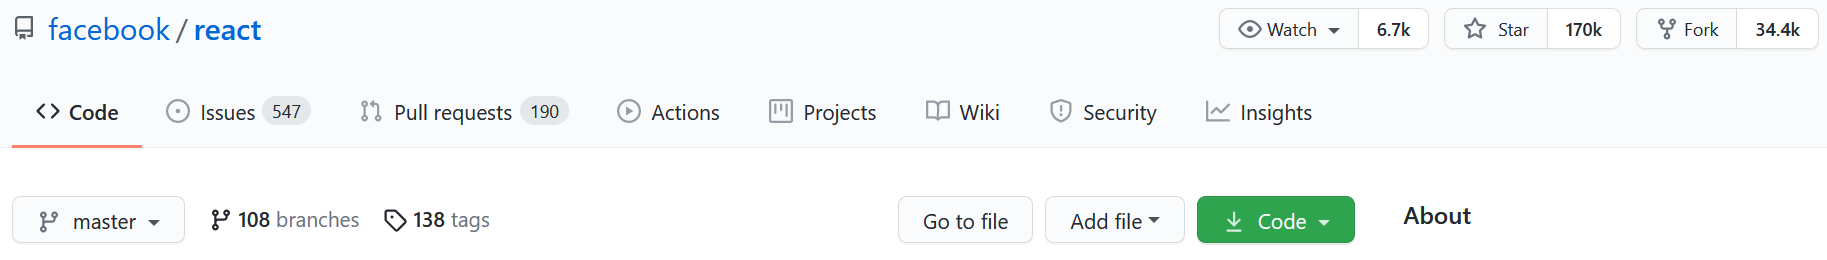 facebook / react Watch 6.7k Star 170k Fork 34.4k
Code Issues 547 Pull requests 190 Actions Projects Wiki Security Insights
master 108 branches 138 tags Go to file Add file Code About